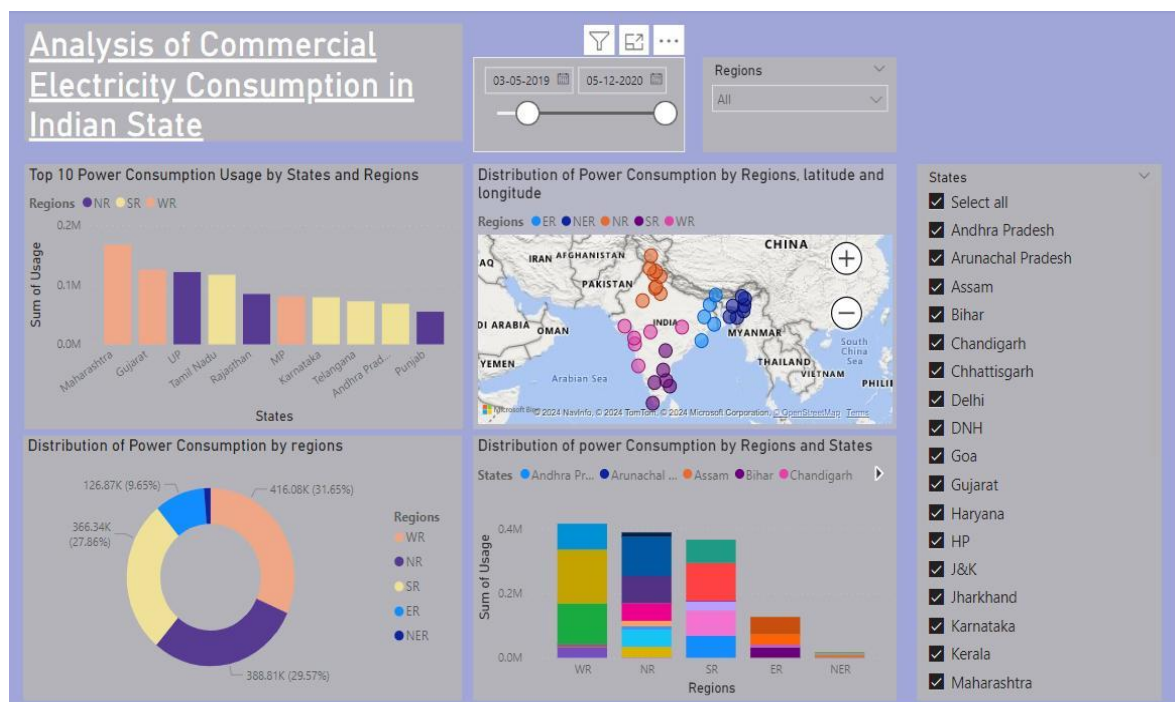 Analysis of Commercial
Electricity Consumption in
Indian State
03-05-2019
05-12-2020
Regions
All
Top 10 Power Consumption Usage by States and Regions
Regions NR SR WR
0.2M
0.1M
0.0M
Sum of Usage
Maharashtra
Gujarat
UP
Tamil Nadu
Rajasthan
MP
Karnataka
Telangana
Andhra Prad...
Punjab
States
Distribution of Power Consumption by Regions, latitude and
longitude
Regions ER NER NR SR WR
CHINA
AQ
IRAN
AFGHANISTAN
PAKISTAN
DI ARABIA
OMAN
INDIA
MYANMAR
YEMEN
THAILAND
VIETNAM
South
China
Sea
Arabian Sea
PHILI
© 2024 NavInfo, © 2024 TomTom, © 2024 Microsoft Corporation, © OpenStreetMap Terms
States
Select all
Andhra Pradesh
Arunachal Pradesh
Assam
Bihar
Chandigarh
Chhattisgarh
Delhi
DNH
Goa
Gujarat
Haryana
HP
J&K
Jharkhand
Karnataka
Kerala
Maharashtra
Distribution of Power Consumption by regions
126.87K (9.65%)
416.08K (31.65%)
366.34K
(27.86%)
388.81K (29.57%)
Regions
WR
NR
SR
ER
NER
Distribution of power Consumption by Regions and States
States Andhra Pr... Arunachal ... Assam Bihar Chandigarh
0.4M
0.2M
0.0M
Sum of Usage
WR
NR
SR
ER
NER
Regions